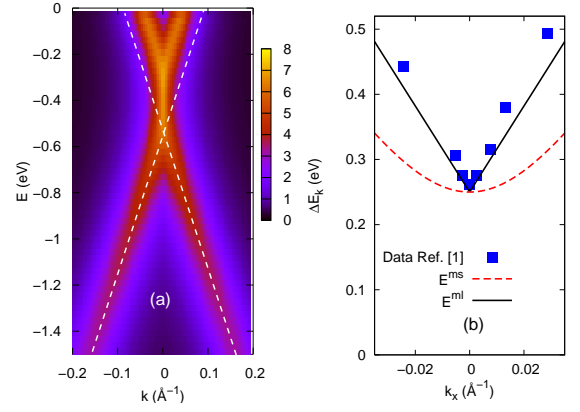 0
−0.2
−0.4
−0.6
−0.8
−1
−1.2
−1.4
E (eV)
(a)
−0.2 −0.1 0 0.1 0.2
k (Å⁻¹)
8
7
6
5
4
3
2
1
0
0.5
0.4
0.3
0.2
0.1
0
ΔE_k (eV)
Data Ref. [1]
E^ms
E^ml
(b)
−0.02 0 0.02
k_x (Å⁻¹)